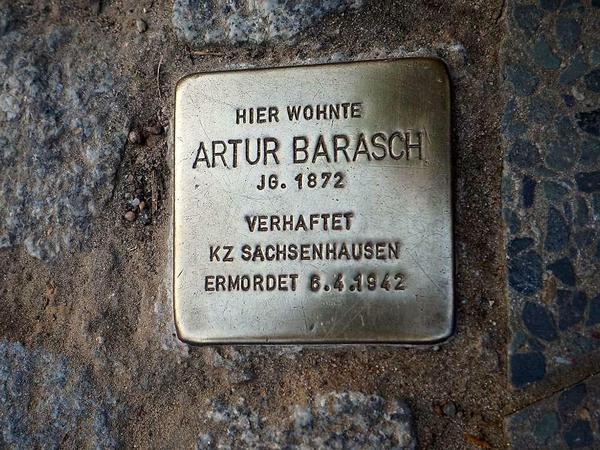 HIER WOHNTE
ARTUR BARASCH
JG. 1872
VERHAFTET
KZ SACHSENHAUSEN
ERMORDET 6.4.1942